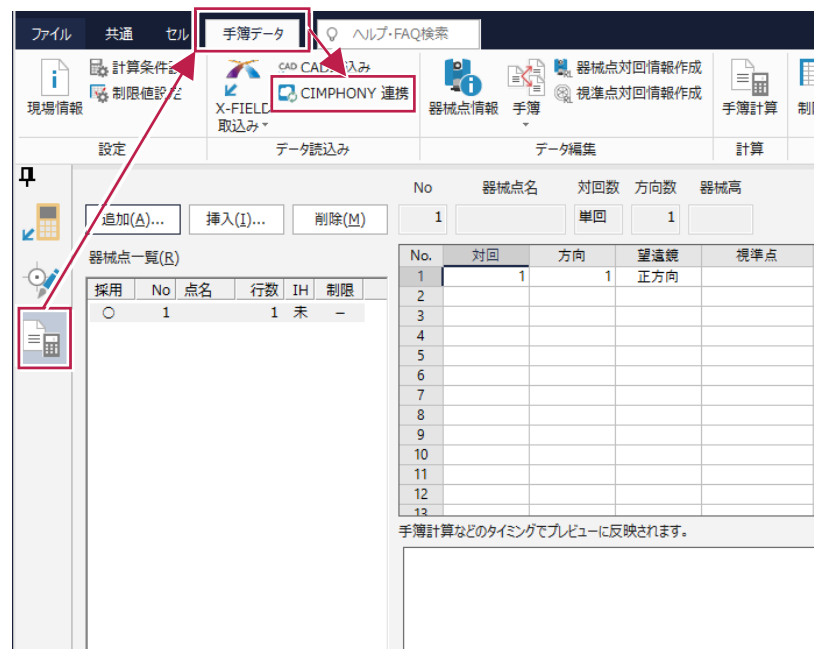 ファイル 共通 セル 手簿データ ヘルプ・FAQ検索
計算条件 CAD CAD 込み 器械点対回情報作成
制限値設定 CIMPHONY 連携 視準点対回情報作成
現場情報 X-FIELD 器械点情報 手簿 手簿計算
取込み
設定 データ読込み データ編集 計算
No 器械点名 対回数 方向数 器械高
追加(A)... 挿入(I)... 削除(M) 1 単回 1
器械点一覧(R)
採用 No 点名 行数 IH 制限
○ 1 1 未 −
No. 対回 方向 望遠鏡 視準点
1 1 1 正方向
2
3
4
5
6
7
8
9
10
11
12
13
手簿計算などのタイミングでプレビューに反映されます。